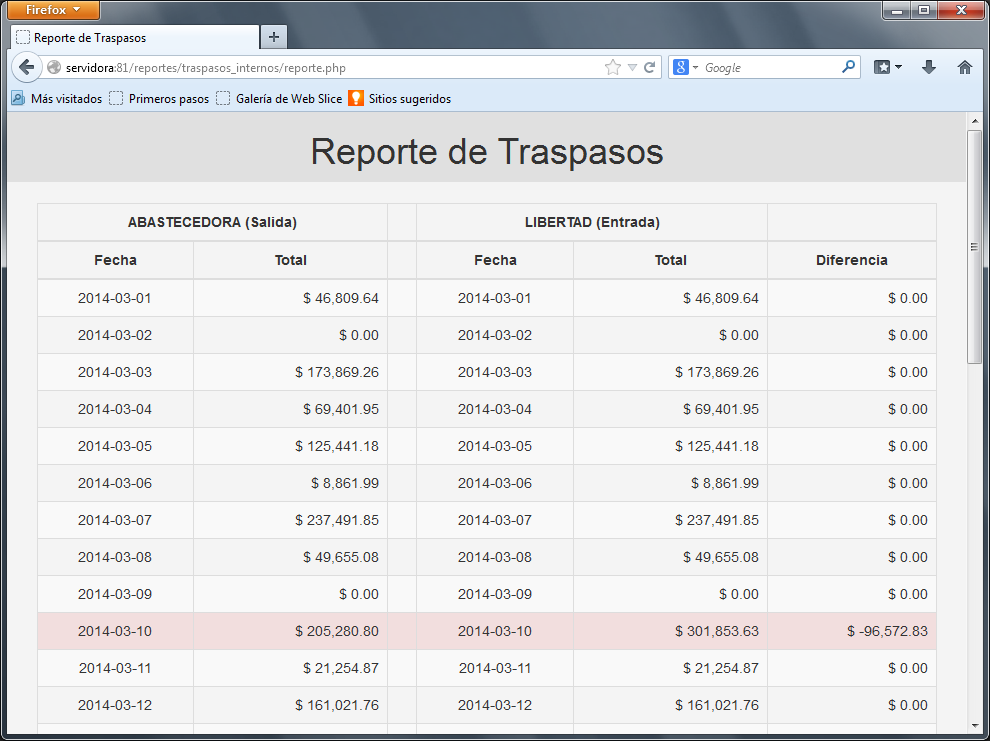 Firefox
Reporte de Traspasos
servidora:81/reportes/traspasos_internos/reporte.php
8 Google
Más visitados Primeros pasos Galería de Web Slice Sitios sugeridos
Reporte de Traspasos
ABASTECEDORA (Salida) LIBERTAD (Entrada)
Fecha Total Fecha Total Diferencia
2014-03-01 $ 46,809.64 2014-03-01 $ 46,809.64 $ 0.00
2014-03-02 $ 0.00 2014-03-02 $ 0.00 $ 0.00
2014-03-03 $ 173,869.26 2014-03-03 $ 173,869.26 $ 0.00
2014-03-04 $ 69,401.95 2014-03-04 $ 69,401.95 $ 0.00
2014-03-05 $ 125,441.18 2014-03-05 $ 125,441.18 $ 0.00
2014-03-06 $ 8,861.99 2014-03-06 $ 8,861.99 $ 0.00
2014-03-07 $ 237,491.85 2014-03-07 $ 237,491.85 $ 0.00
2014-03-08 $ 49,655.08 2014-03-08 $ 49,655.08 $ 0.00
2014-03-09 $ 0.00 2014-03-09 $ 0.00 $ 0.00
2014-03-10 $ 205,280.80 2014-03-10 $ 301,853.63 $ -96,572.83
2014-03-11 $ 21,254.87 2014-03-11 $ 21,254.87 $ 0.00
2014-03-12 $ 161,021.76 2014-03-12 $ 161,021.76 $ 0.00